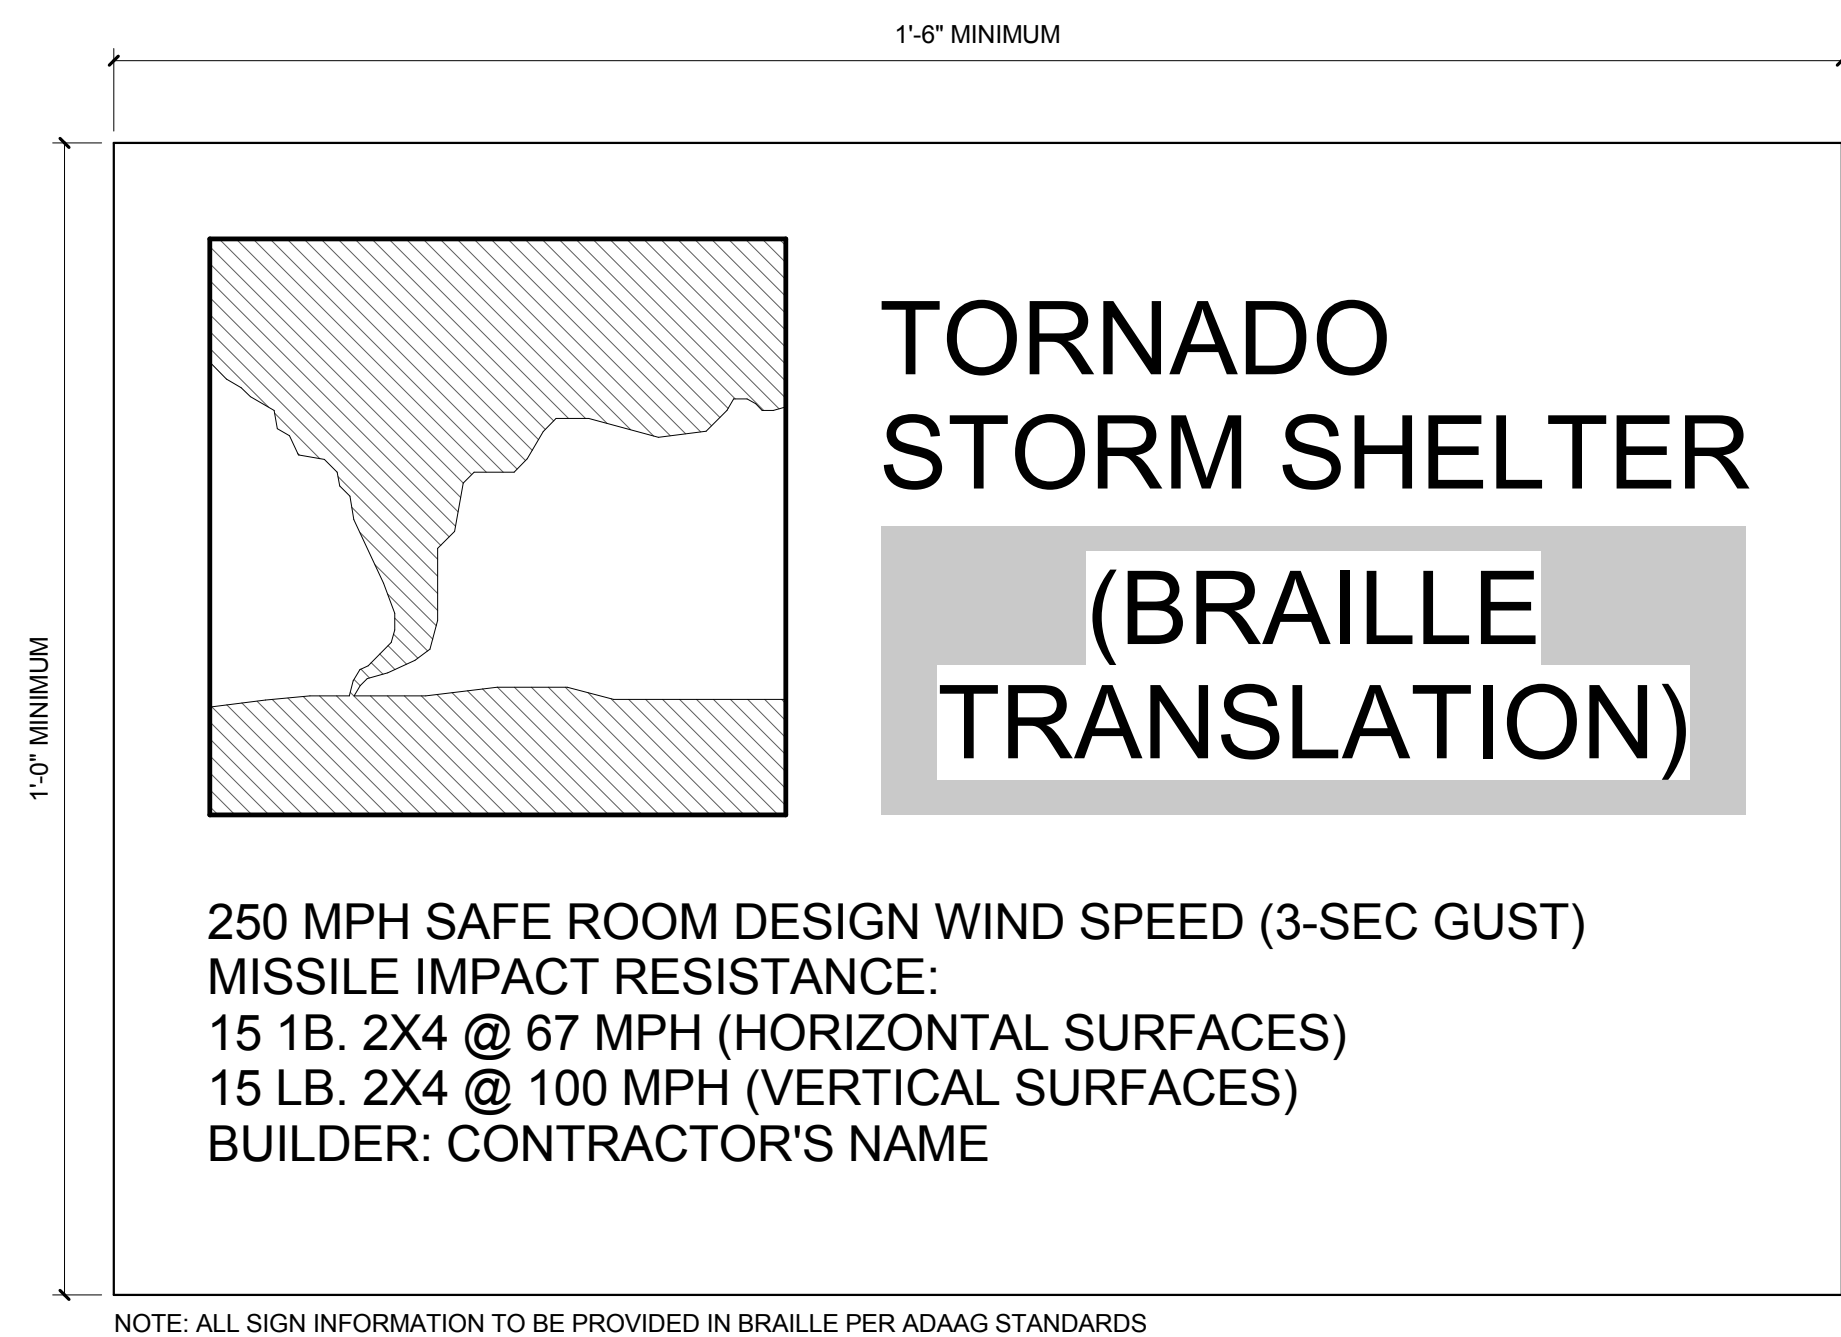 1'-6" MINIMUM
1'-0" MINIMUM
TORNADO
STORM SHELTER
(BRAILLE
TRANSLATION)
250 MPH SAFE ROOM DESIGN WIND SPEED (3-SEC GUST)
MISSILE IMPACT RESISTANCE:
15 1B. 2X4 @ 67 MPH (HORIZONTAL SURFACES)
15 LB. 2X4 @ 100 MPH (VERTICAL SURFACES)
BUILDER: CONTRACTOR'S NAME
NOTE: ALL SIGN INFORMATION TO BE PROVIDED IN BRAILLE PER ADAAG STANDARDS